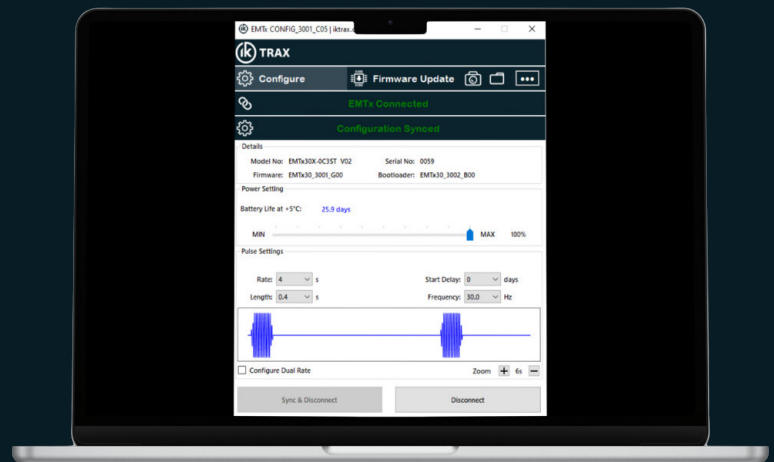 EMTx CONFIG_3001_C05 | iktrax.
ik TRAX
Configure Firmware Update
EMTx Connected
Configuration Synced
Details
Model No: EMTx30X-0C3ST V02 Serial No: 0059
Firmware: EMTx30_3001_G00 Bootloader: EMTx30_3002_B00
Power Setting
Battery Life at +5°C: 25.9 days
MIN MAX 100%
Pulse Settings
Rate: 4 s Start Delay: 0 days
Length: 0.4 s Frequency: 30.0 Hz
Configure Dual Rate Zoom + 6s −
Sync & Disconnect Disconnect